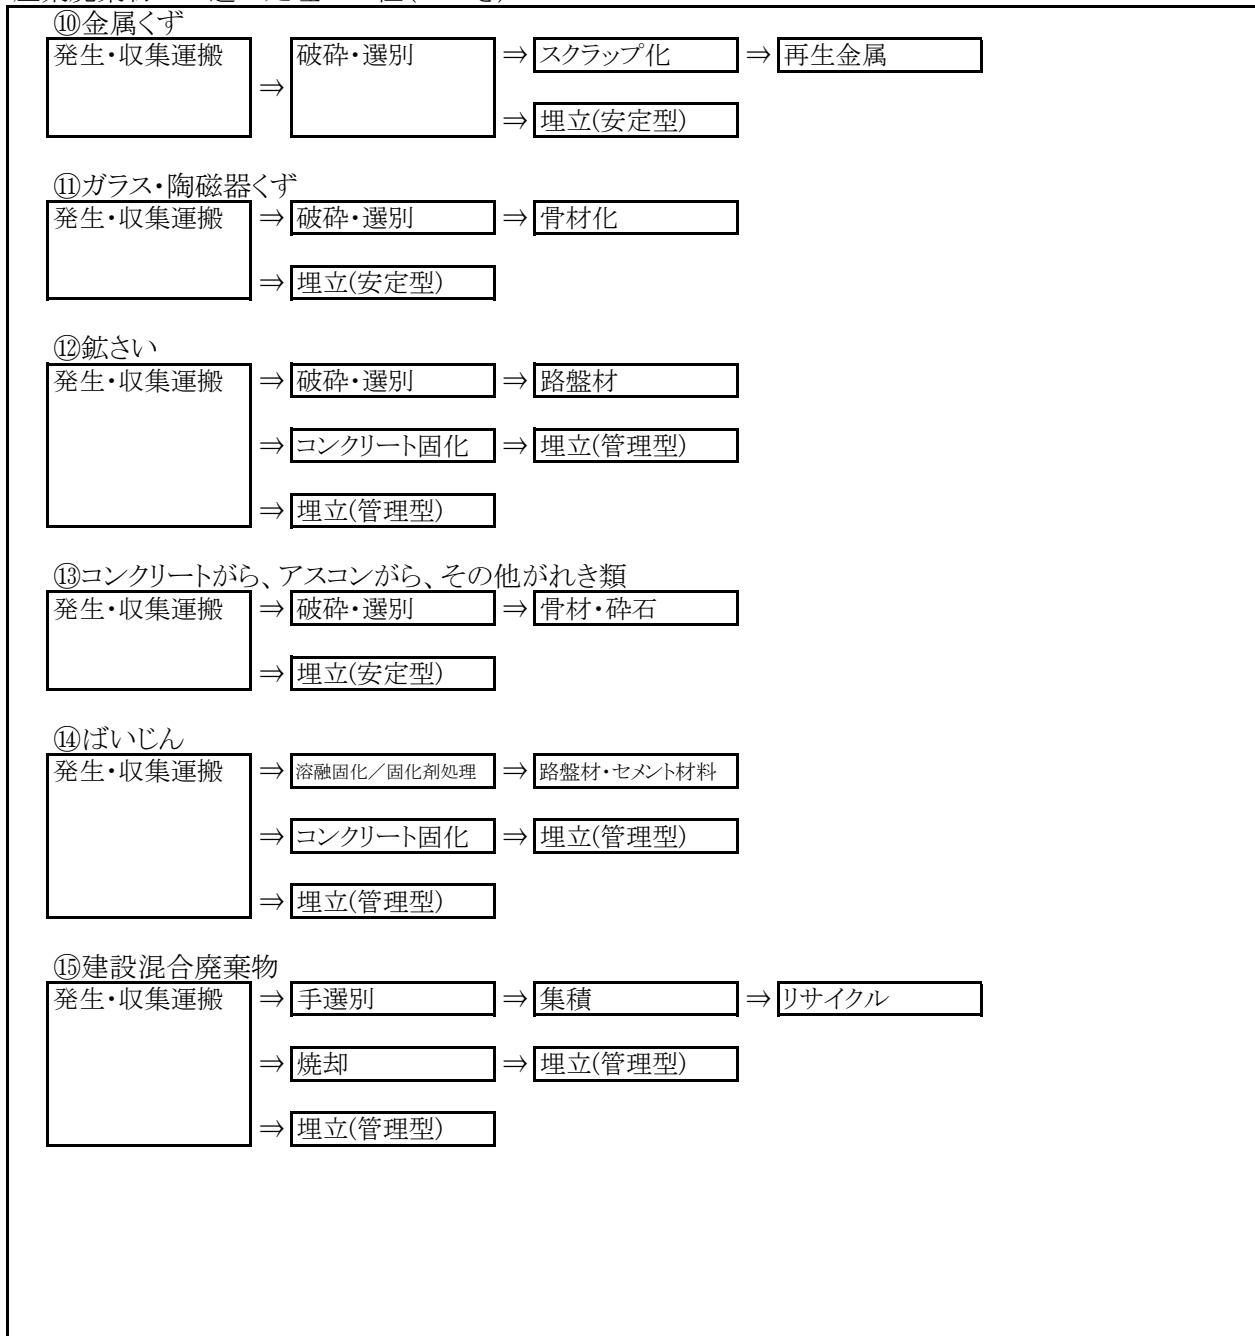 ⑩金属くず
発生・収集運搬 破砕・選別 ⇒ スクラップ化 ⇒ 再生金属
⇒
⇒ 埋立(安定型)
⑪ガラス・陶磁器くず
発生・収集運搬 ⇒ 破砕・選別 ⇒ 骨材化
⇒ 埋立(安定型)
⑫鉱さい
発生・収集運搬 ⇒ 破砕・選別 ⇒ 路盤材
⇒ コンクリート固化 ⇒ 埋立(管理型)
⇒ 埋立(管理型)
⑬コンクリートがら、アスコンがら、その他がれき類
発生・収集運搬 ⇒ 破砕・選別 ⇒ 骨材・砕石
⇒ 埋立(安定型)
⑭ばいじん
発生・収集運搬 ⇒ 溶融固化/固化剤処理 ⇒ 路盤材・セメント材料
⇒ コンクリート固化 ⇒ 埋立(管理型)
⇒ 埋立(管理型)
⑮建設混合廃棄物
発生・収集運搬 ⇒ 手選別 ⇒ 集積 ⇒ リサイクル
⇒ 焼却 ⇒ 埋立(管理型)
⇒ 埋立(管理型)